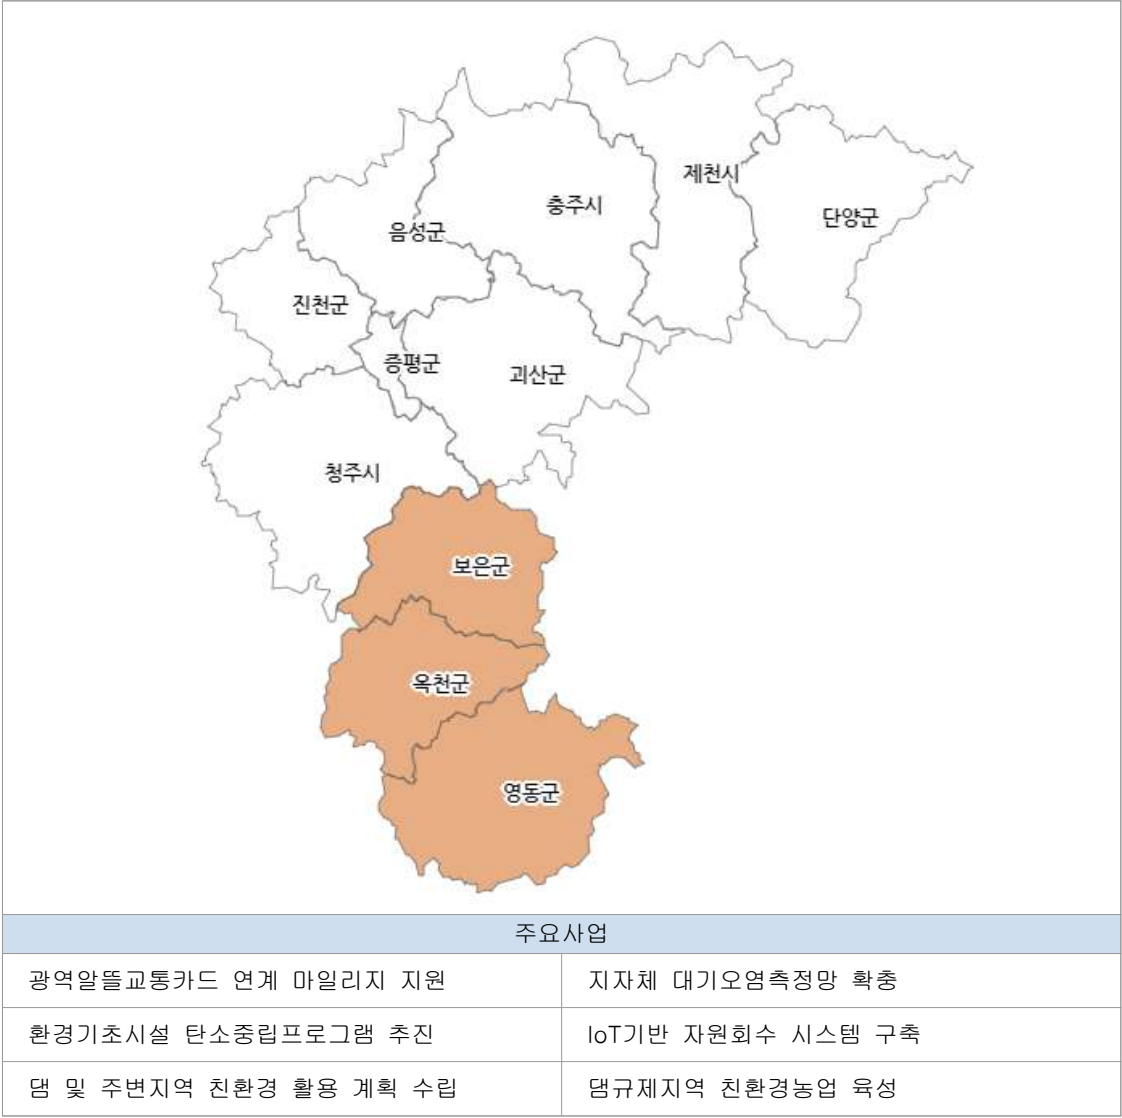 제천시
충주시
단양군
음성군
진천군
증평군
괴산군
청주시
보은군
옥천군
영동군
주요사업
광역알뜰교통카드 연계 마일리지 지원
지자체 대기오염측정망 확충
환경기초시설 탄소중립프로그램 추진
IoT기반 자원회수 시스템 구축
댐 및 주변지역 친환경 활용 계획 수립
댐규제지역 친환경농업 육성